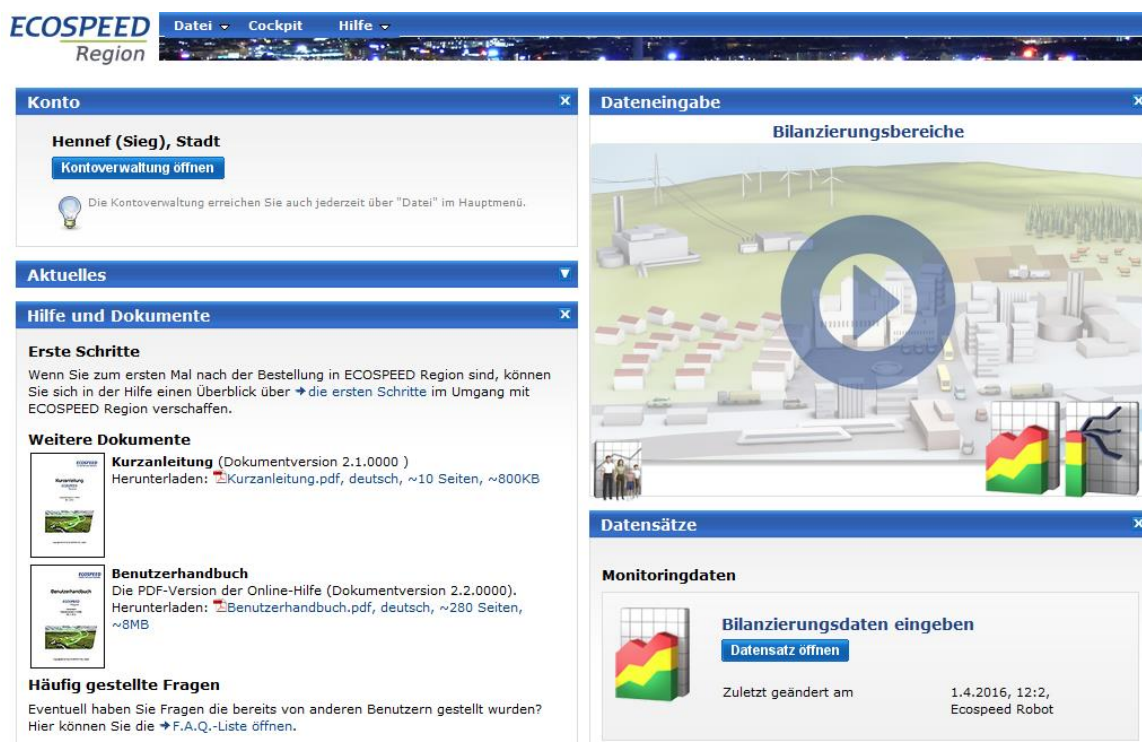 ECOSPEED
Region
Datei Cockpit Hilfe
Konto
Hennef (Sieg), Stadt
Kontoverwaltung öffnen
Die Kontoverwaltung erreichen Sie auch jederzeit über "Datei" im Hauptmenü.
Aktuelles
Hilfe und Dokumente
Erste Schritte
Wenn Sie zum ersten Mal nach der Bestellung in ECOSPEED Region sind, können
Sie sich in der Hilfe einen Überblick über die ersten Schritte im Umgang mit
ECOSPEED Region verschaffen.
Weitere Dokumente
Kurzanleitung (Dokumentversion 2.1.0000 )
Herunterladen: Kurzanleitung.pdf, deutsch, ~10 Seiten, ~800KB
Benutzerhandbuch
Die PDF-Version der Online-Hilfe (Dokumentversion 2.2.0000).
Herunterladen: Benutzerhandbuch.pdf, deutsch, ~280 Seiten,
~8MB
Häufig gestellte Fragen
Eventuell haben Sie Fragen die bereits von anderen Benutzern gestellt wurden?
Hier können Sie die F.A.Q.-Liste öffnen.
Dateneingabe
Bilanzierungsbereiche
Datensätze
Monitoringdaten
Bilanzierungsdaten eingeben
Datensatz öffnen
Zuletzt geändert am 1.4.2016, 12:2,
Ecospeed Robot